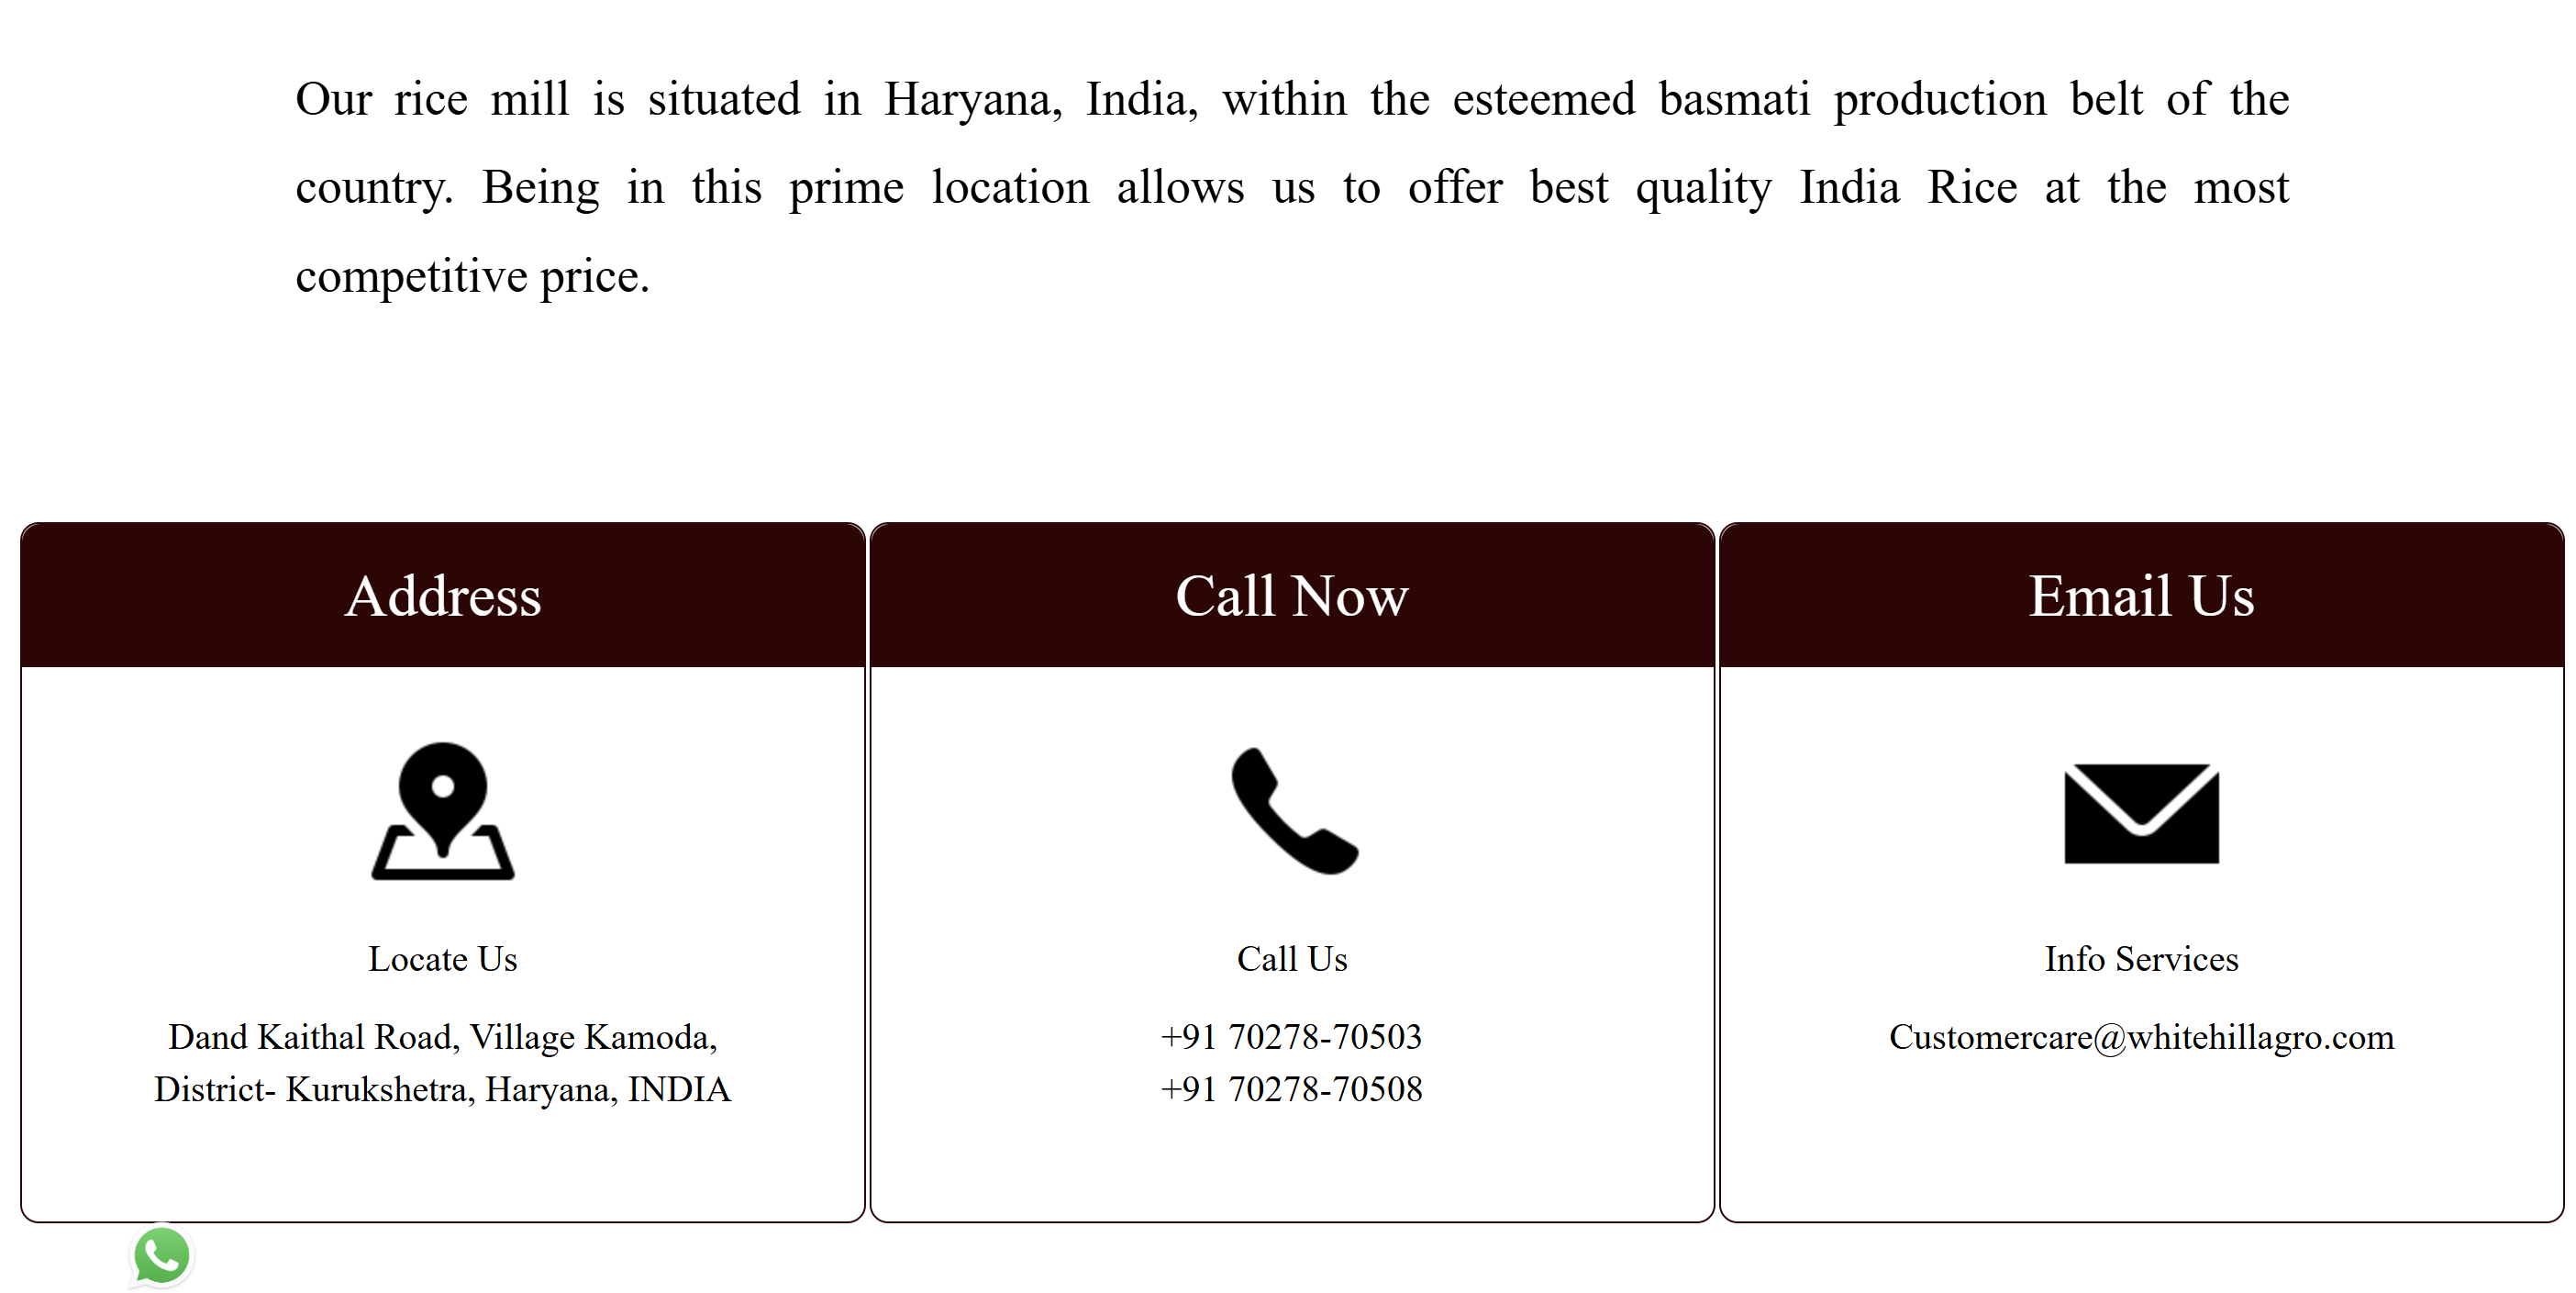 Our rice mill is situated in Haryana, India, within the esteemed basmati production belt of the
country. Being in this prime location allows us to offer best quality India Rice at the most
competitive price.
Address
Locate Us
Dand Kaithal Road, Village Kamoda,
District- Kurukshetra, Haryana, INDIA
Call Now
Call Us
+91 70278-70503
+91 70278-70508
Email Us
Info Services
Customercare@whitehillagro.com